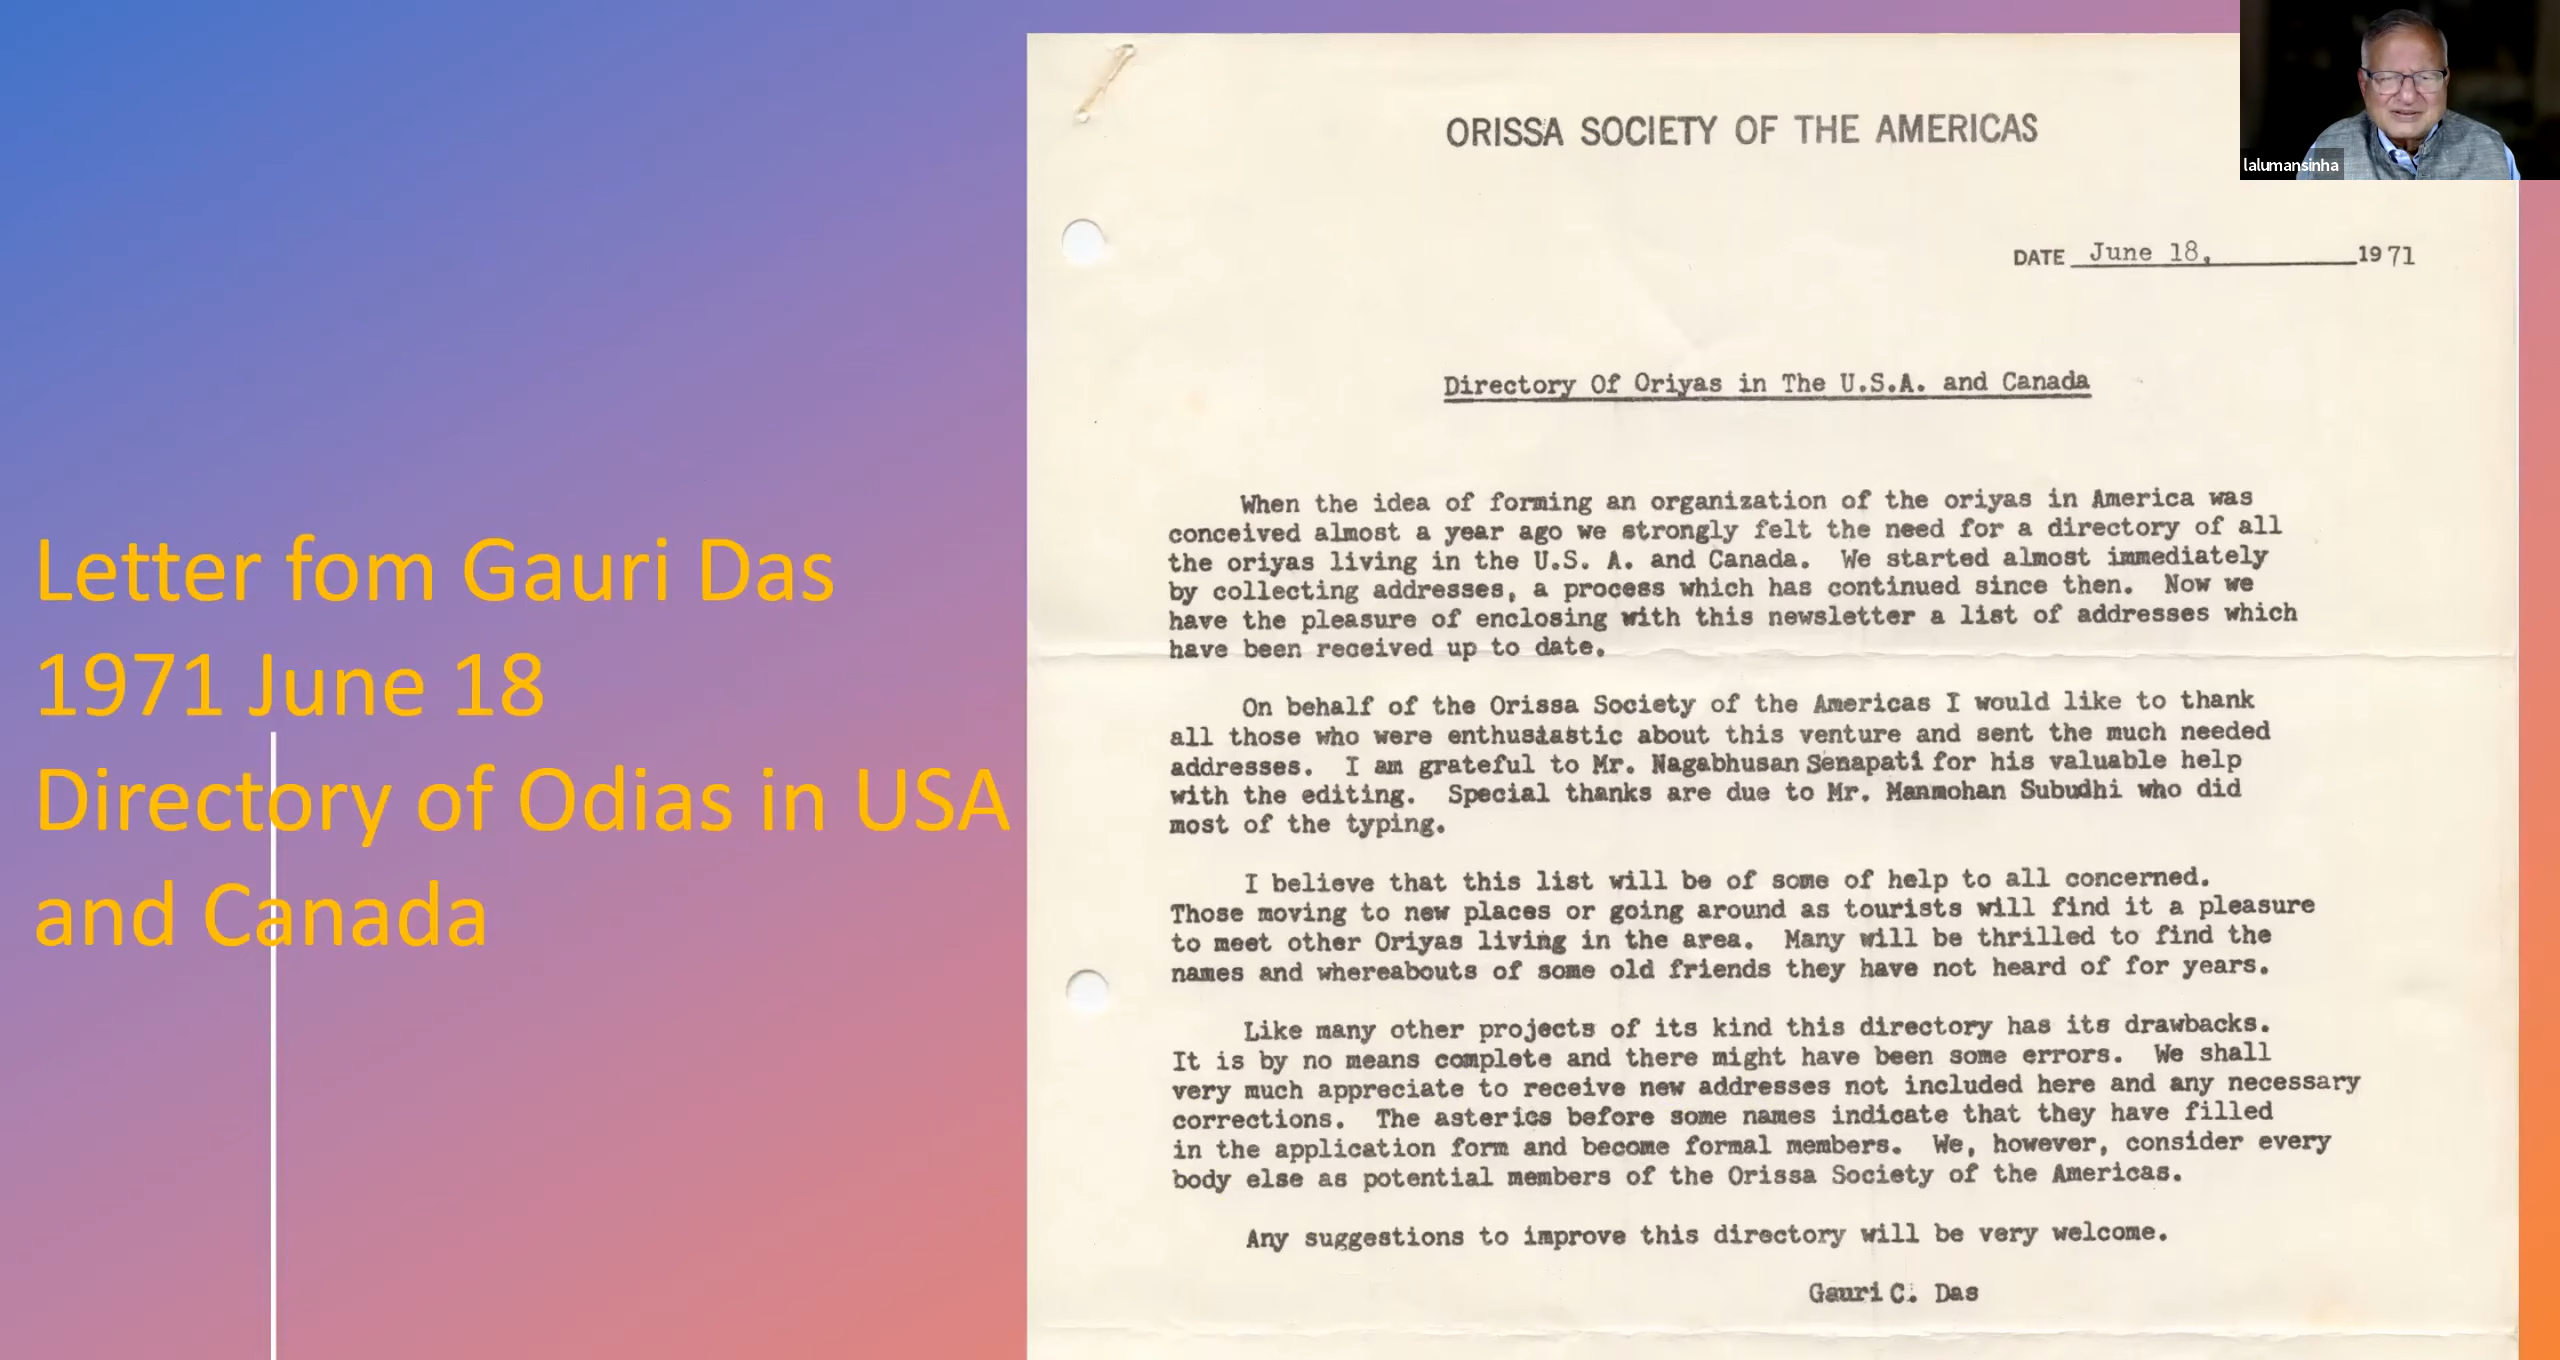 Letter fom Gauri Das
1971 June 18
Directory of Odias in USA
and Canada
ORISSA SOCIETY OF THE AMERICAS
DATE June 18, 1971
Directory Of Oriyas in The U.S.A. and Canada
When the idea of forming an organization of the oriyas in America was
conceived almost a year ago we strongly felt the need for a directory of all
the oriyas living in the U.S. A. and Canada. We started almost immediately
by collecting addresses, a process which has continued since then. Now we
have the pleasure of enclosing with this newsletter a list of addresses which
have been received up to date.
On behalf of the Orissa Society of the Americas I would like to thank
all those who were enthusiastic about this venture and sent the much needed
addresses. I am grateful to Mr. Nagabhusan Senapati for his valuable help
with the editing. Special thanks are due to Mr. Manmohan Subudhi who did
most of the typing.
I believe that this list will be of some of help to all concerned.
Those moving to new places or going around as tourists will find it a pleasure
to meet other Oriyas living in the area. Many will be thrilled to find the
names and whereabouts of some old friends they have not heard of for years.
Like many other projects of its kind this directory has its drawbacks.
It is by no means complete and there might have been some errors. We shall
very much appreciate to receive new addresses not included here and any necessary
corrections. The asterics before some names indicate that they have filled
in the application form and become formal members. We, however, consider every
body else as potential members of the Orissa Society of the Americas.
Any suggestions to improve this directory will be very welcome.
Gauri C. Das
lalumansinha